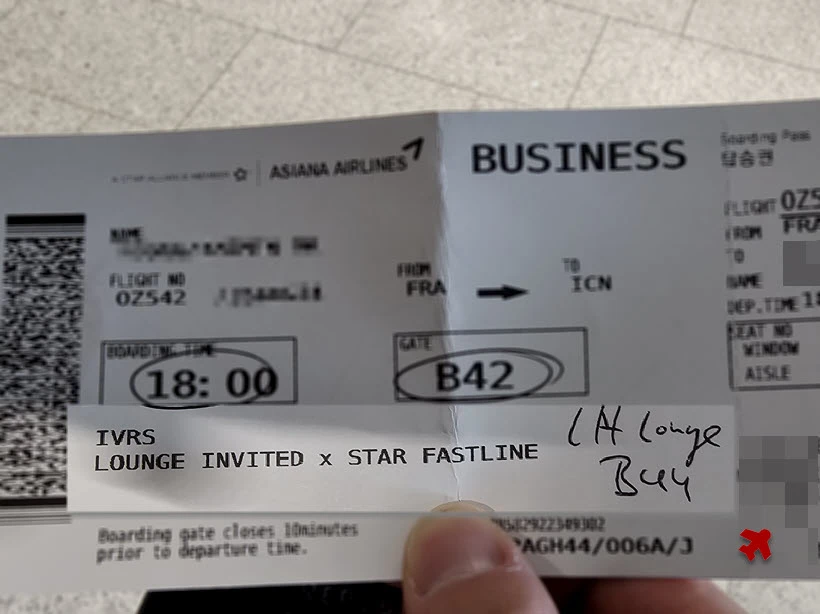 A STAR ALLIANCE MEMBER
ASIANA AIRLINES
BUSINESS
Boarding Pass
탑승권
NAME
FLIGHT NO
OZ542
FROM
FRA
TO
ICN
BOARDING TIME
18: 00
GATE
B42
IVRS
LOUNGE INVITED x STAR FASTLINE
LH Lounge
B44
Boarding gate closes 10minutes
prior to departure time.
PAGH44/006A/J
FLIGHT OZ5
FROM FRA
TO
NAME
DEP.TIME 18
SEAT NO
WINDOW
AISLE